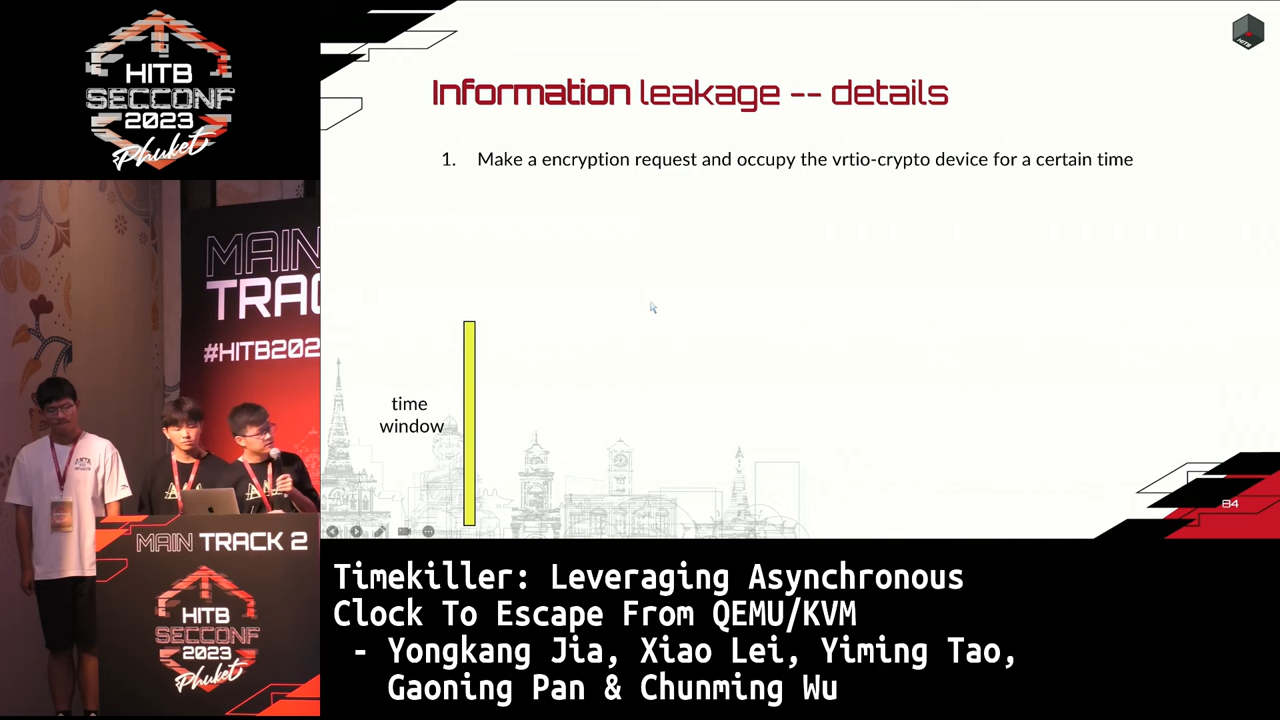 HITB
SECCONF
2023
Phuket
HITB
Information leakage -- details
1. Make a encryption request and occupy the vrtio-crypto device for a certain time
time
window
84
MAIN
TRAC
#HITB202
MAIN TRACK 2
HITB
SECCONF
2023
Phuket
Timekiller: Leveraging Asynchronous
Clock To Escape From QEMU/KVM
- Yongkang Jia, Xiao Lei, Yiming Tao,
Gaoning Pan & Chunming Wu